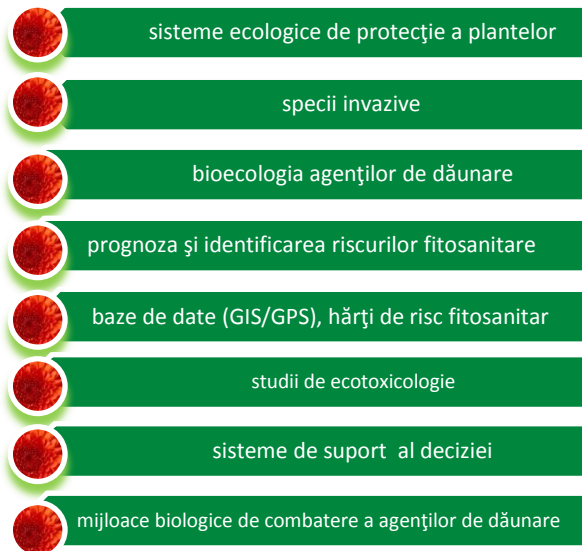 sisteme ecologice de protecţie a plantelor
specii invazive
bioecologia agenţilor de dăunare
prognoza şi identificarea riscurilor fitosanitare
baze de date (GIS/GPS), hărţi de risc fitosanitar
studii de ecotoxicologie
sisteme de suport al deciziei
mijloace biologice de combatere a agenţilor de dăunare